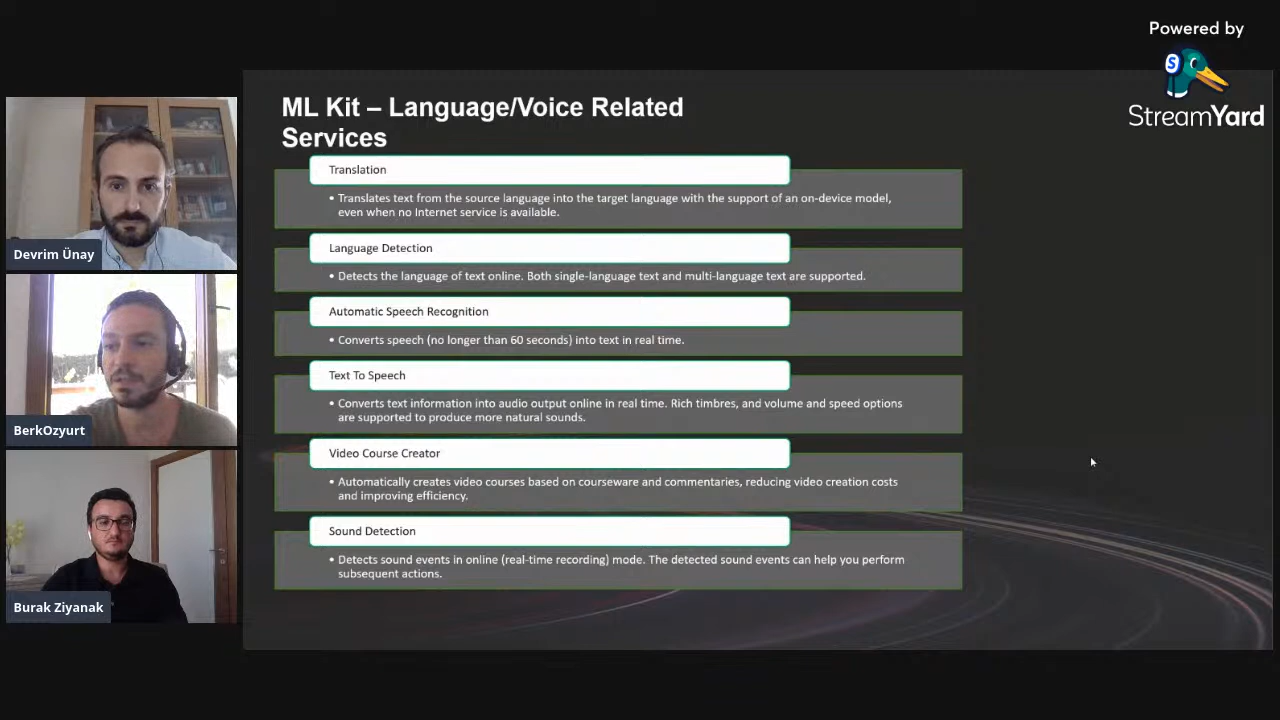 Powered by
StreamYard
ML Kit – Language/Voice Related
Services
Translation
• Translates text from the source language into the target language with the support of an on-device model,
even when no Internet service is available.
Language Detection
• Detects the language of text online. Both single-language text and multi-language text are supported.
Automatic Speech Recognition
• Converts speech (no longer than 60 seconds) into text in real time.
Text To Speech
• Converts text information into audio output online in real time. Rich timbres, and volume and speed options
are supported to produce more natural sounds.
Video Course Creator
• Automatically creates video courses based on courseware and commentaries, reducing video creation costs
and improving efficiency.
Sound Detection
• Detects sound events in online (real-time recording) mode. The detected sound events can help you perform
subsequent actions.
Devrim Ünay
BerkOzyurt
Burak Ziyanak
S